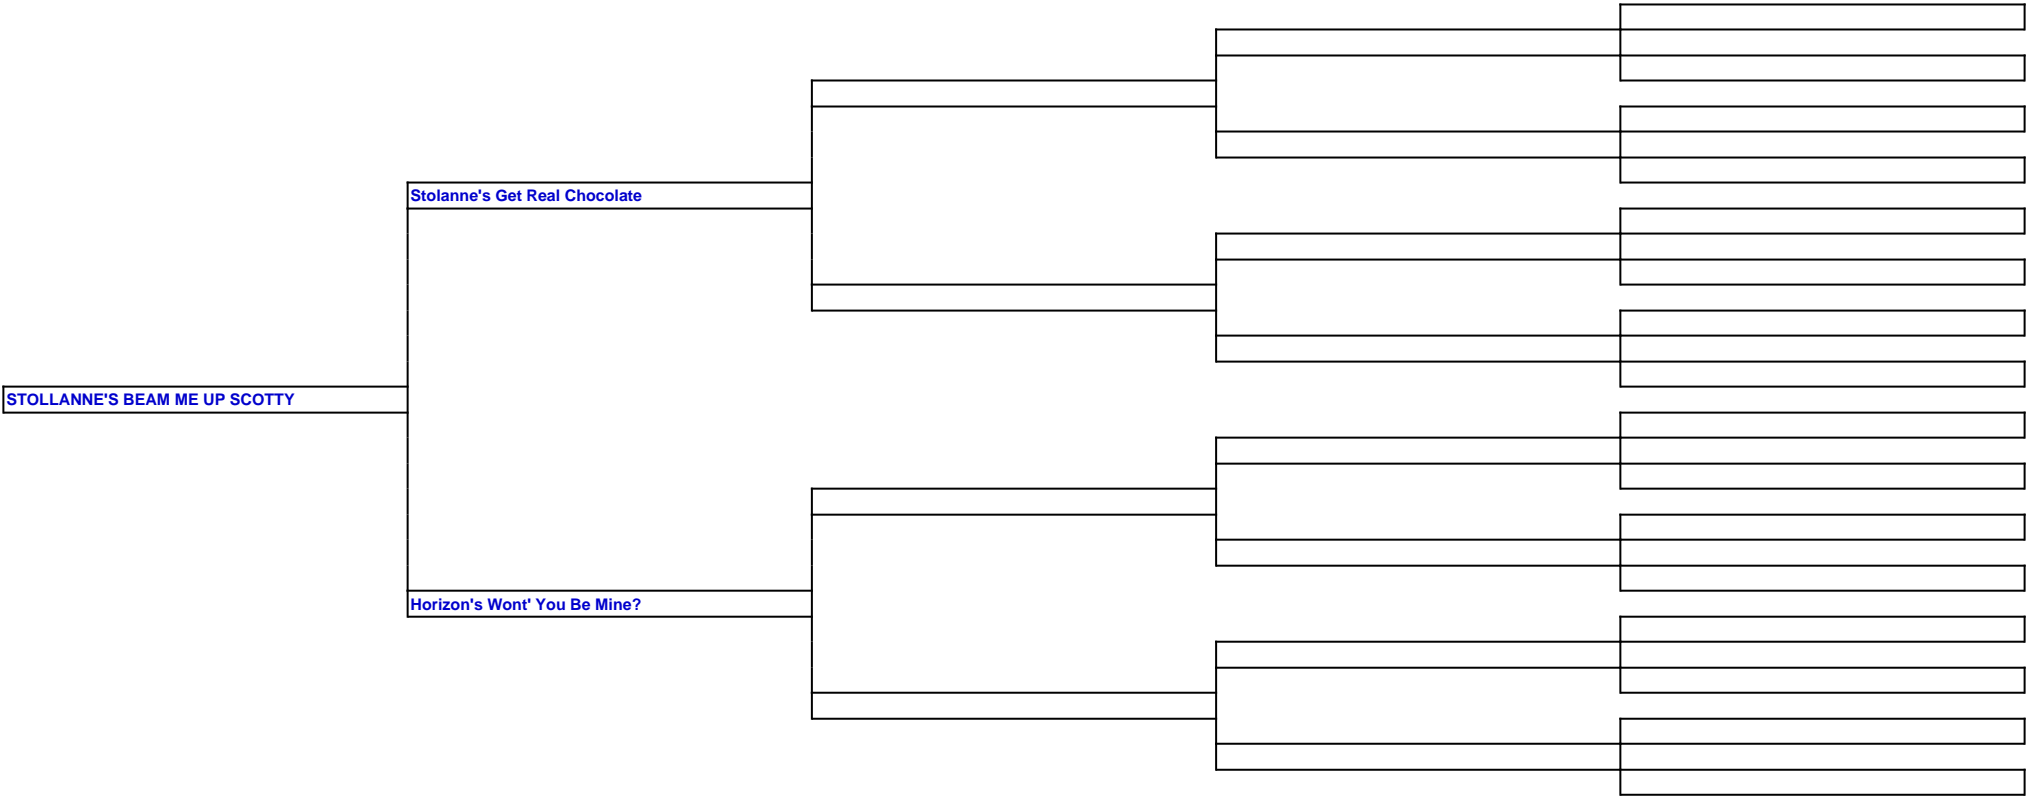 Stolanne's Get Real Chocolate
STOLLANNE'S BEAM ME UP SCOTTY
Horizon's Wont' You Be Mine?